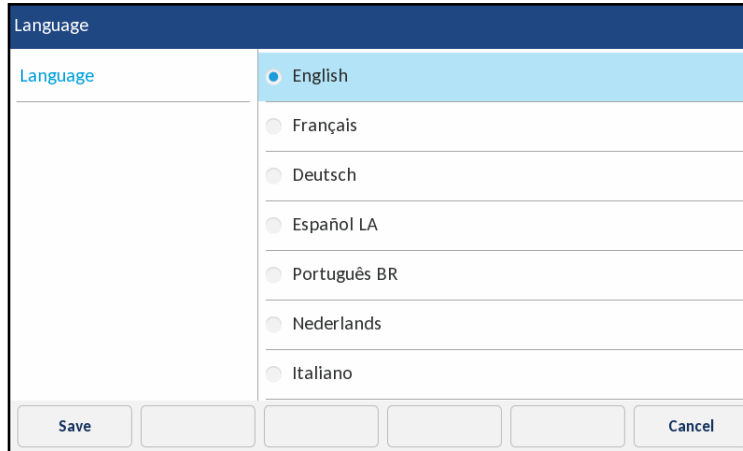 Language
Language
English
Français
Deutsch
Español LA
Português BR
Nederlands
Italiano
Save
Cancel